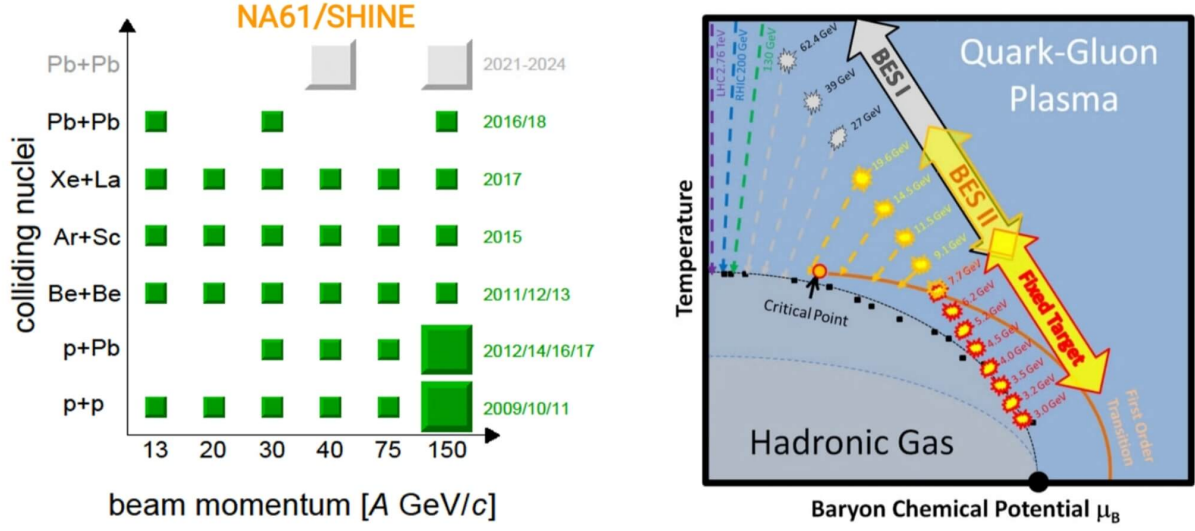 NA61/SHINE
colliding nuclei
Pb+Pb 2021-2024
Pb+Pb 2016/18
Xe+La 2017
Ar+Sc 2015
Be+Be 2011/12/13
p+Pb 2012/14/16/17
p+p 2009/10/11
13 20 30 40 75 150
beam momentum [A GeV/c]
Temperature
LHC 2.76 TeV
RHIC 200 GeV
130 GeV
62.4 GeV
39 GeV
27 GeV
19.6 GeV
14.5 GeV
11.5 GeV
9.1 GeV
7.7 GeV
6.2 GeV
5.2 GeV
4.5 GeV
4.0 GeV
3.5 GeV
3.2 GeV
3.0 GeV
BES I
BES II
Fixed Target
Quark-Gluon
Plasma
Critical Point
First Order
Transition
Hadronic Gas
Baryon Chemical Potential μB